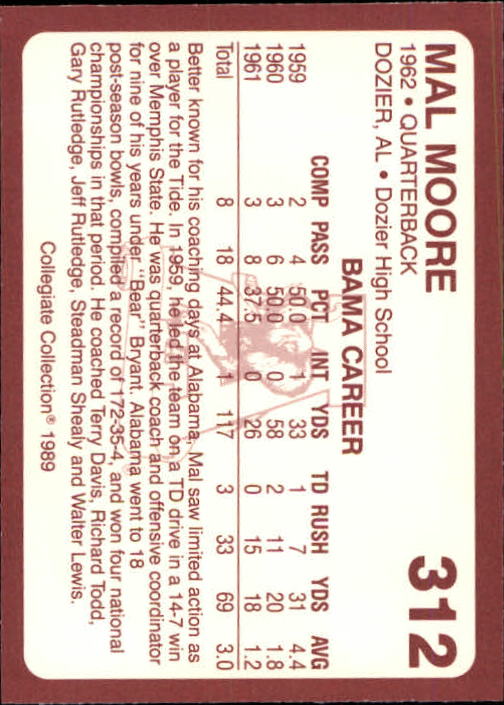 MAL MOORE 312
1962 • QUARTERBACK
DOZIER, AL • Dozier High School
BAMA CAREER
COMP PASS PCT INT YDS TD RUSH YDS AVG
1959 2 4 50.0 1 33 1 7 31 4.4
1960 3 6 50.0 0 58 2 11 20 1.8
1961 3 8 37.5 0 26 0 15 18 1.2
Total 8 18 44.4 1 117 3 33 69 3.0
Better known for his coaching days at Alabama, Mal saw limited action as
a player for the Tide. In 1959, he led the team on a TD drive in a 14-7 win
over Memphis State. He was quarterback coach and offensive coordinator
for nine of his years under "Bear" Bryant. Alabama went to 18
post-season bowls, compiled a record of 172-35-4, and won four national
championships in that period. He coached Terry Davis, Richard Todd,
Gary Rutledge, Jeff Rutledge, Steadman Shealy and Walter Lewis.
Collegiate Collection® 1989